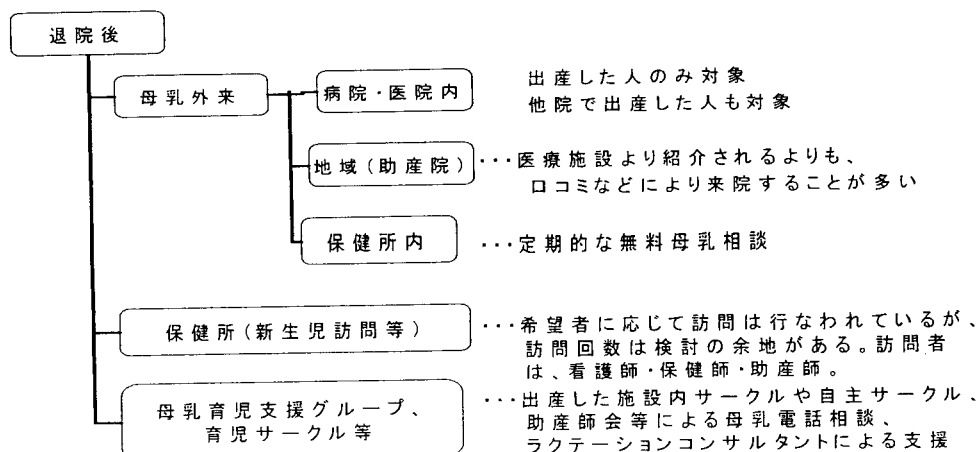 退院後
母乳外来
病院・医院内
出産した人のみ対象
他院で出産した人も対象
地域(助産院)
・・・医療施設より紹介されるよりも、
口コミなどにより来院することが多い
保健所内
・・・定期的な無料母乳相談
保健所(新生児訪問等)
・・・希望者に応じて訪問は行なわれているが、
訪問回数は検討の余地がある。訪問者
は、看護師・保健師・助産師。
母乳育児支援グループ、
育児サークル等
・・・出産した施設内サークルや自主サークル、
助産師会等による母乳電話相談、
ラクテーションコンサルタントによる支援